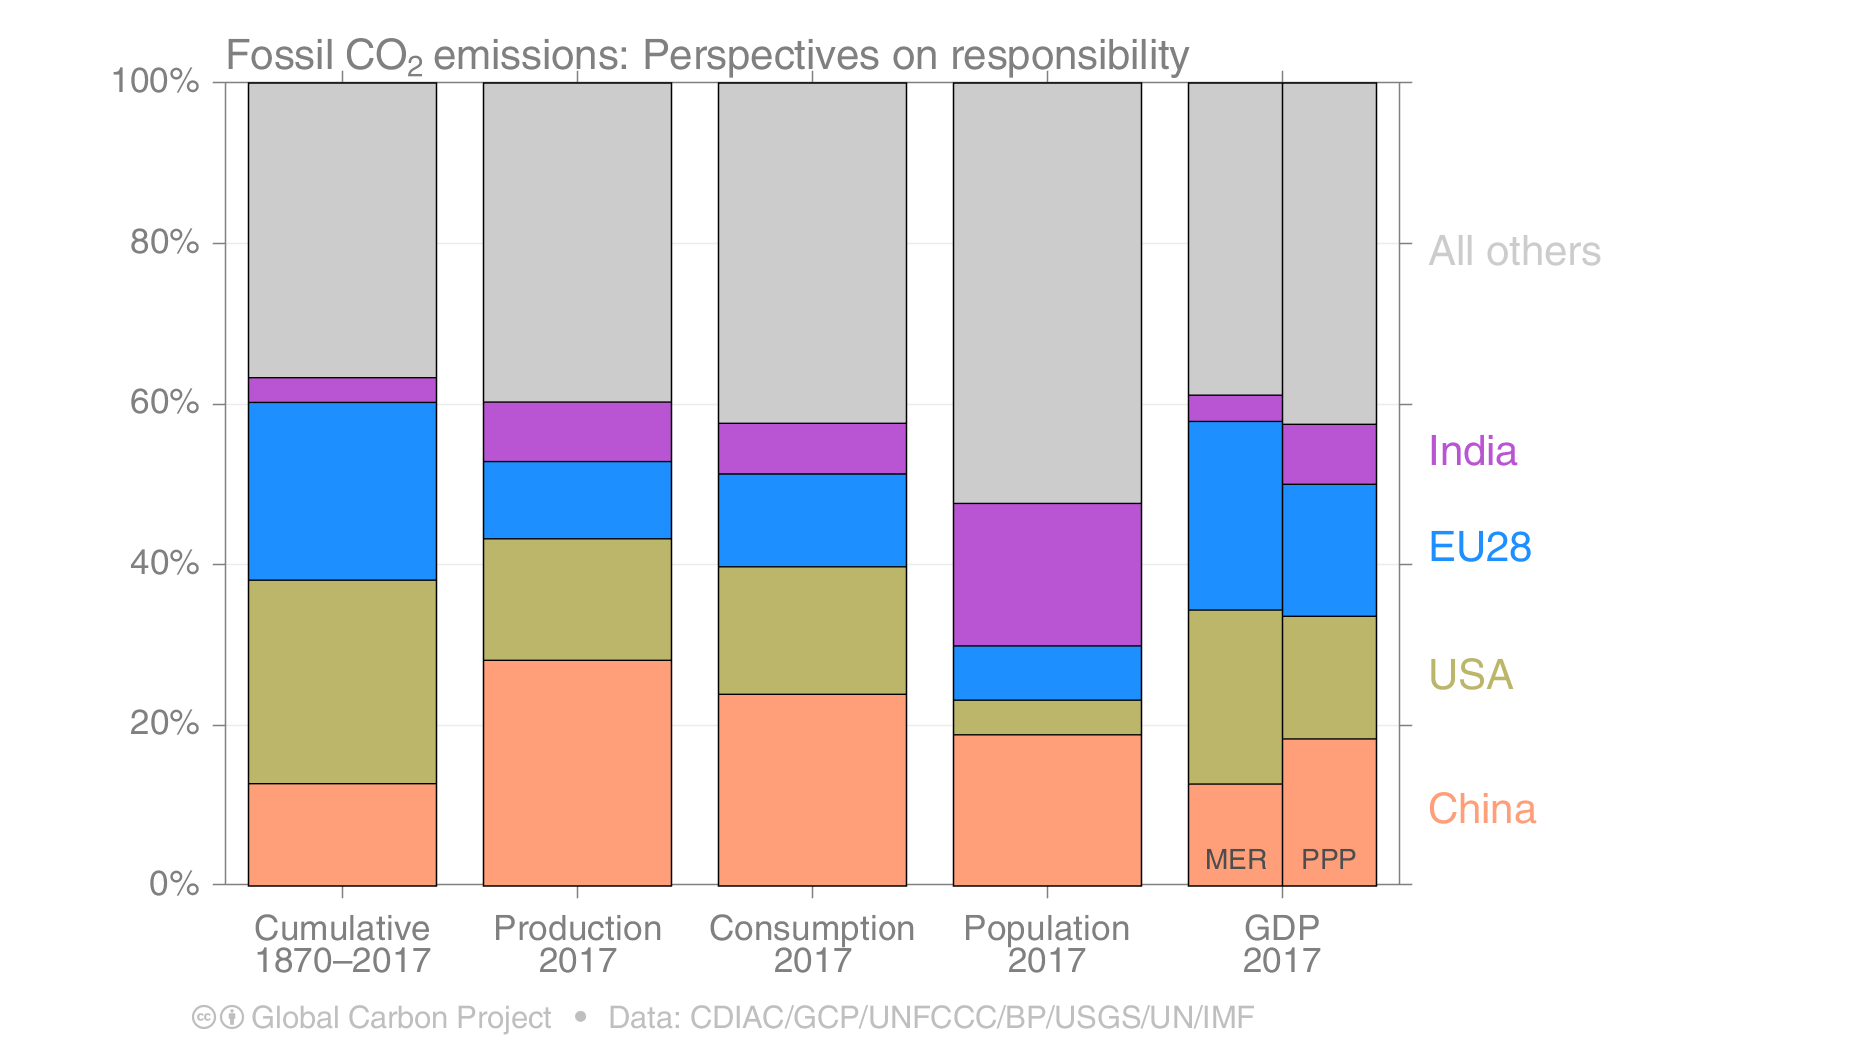 Fossil CO₂ emissions: Perspectives on responsibility
100%
80%
60%
40%
20%
0%
All others
India
EU28
USA
China
MER PPP
Cumulative
1870–2017
Production
2017
Consumption
2017
Population
2017
GDP
2017
cc Global Carbon Project • Data: CDIAC/GCP/UNFCCC/BP/USGS/UN/IMF